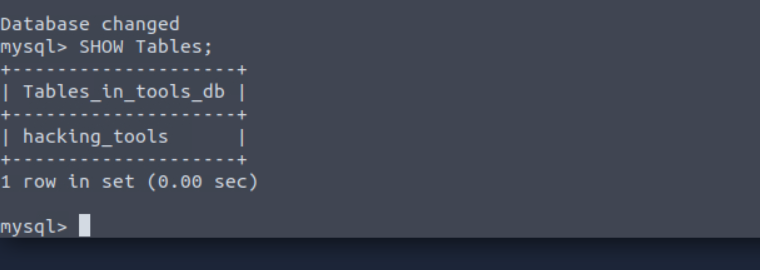 Database changed
mysql> SHOW Tables;
+--------------------+
| Tables_in_tools_db |
+--------------------+
| hacking_tools      |
+--------------------+
1 row in set (0.00 sec)
mysql>